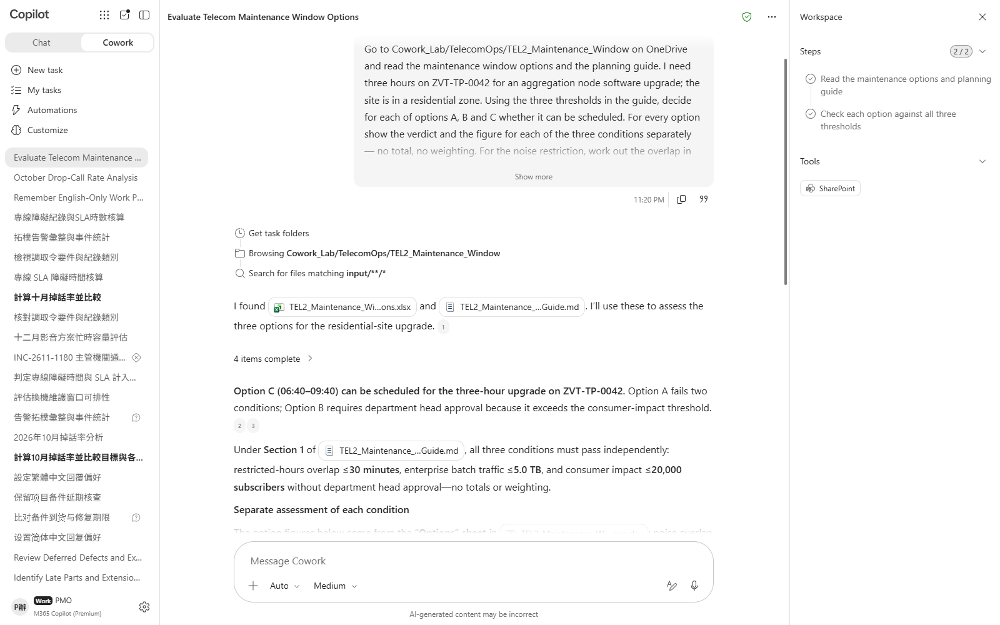 Copilot
Chat
Cowork
New task
My tasks
Automations
Customize
Evaluate Telecom Maintenance ...
October Drop-Call Rate Analysis
Remember English-Only Work P...
專線障礙紀錄與SLA時數核算
拓樸告警彙整與事件統計
檢視調取令要件與紀錄類別
專線 SLA 障礙時間核算
計算十月掉話率並比較
核對調取令要件與紀錄類別
十二月影音方案忙時容量評估
INC-2611-1180 主管機關通...
判定專線障礙時間與 SLA 計入...
評估換機維護窗口可排性
告警拓樸彙整與事件統計
2026年10月掉話率分析
計算10月掉話率並比較目標與各...
設定繁體中文回覆偏好
保留项目备件延期核查
比对备件到货与修复期限
设置简体中文回复偏好
Review Deferred Defects and Ex...
Identify Late Parts and Extensio...
P辦
Work PMO
M365 Copilot (Premium)
Evaluate Telecom Maintenance Window Options
Go to Cowork_Lab/TelecomOps/TEL2_Maintenance_Window on OneDrive
and read the maintenance window options and the planning guide. I need
three hours on ZVT-TP-0042 for an aggregation node software upgrade; the
site is in a residential zone. Using the three thresholds in the guide, decide
for each of options A, B and C whether it can be scheduled. For every option
show the verdict and the figure for each of the three conditions separately
— no total, no weighting. For the noise restriction, work out the overlap in
Show more
11:20 PM
Get task folders
Browsing Cowork_Lab/TelecomOps/TEL2_Maintenance_Window
Search for files matching input/**/*
I found TEL2_Maintenance_Wi...ons.xlsx and TEL2_Maintenance_...Guide.md. I'll use these to assess the
three options for the residential-site upgrade. 1
4 items complete
Option C (06:40–09:40) can be scheduled for the three-hour upgrade on ZVT-TP-0042. Option A fails two
conditions; Option B requires department head approval because it exceeds the consumer-impact threshold.
2 3
Under Section 1 of TEL2_Maintenance_...Guide.md, all three conditions must pass independently:
restricted-hours overlap ≤30 minutes, enterprise batch traffic ≤5.0 TB, and consumer impact ≤20,000
subscribers without department head approval—no totals or weighting.
Separate assessment of each condition
The option figures below come from the "Options" sheet in TEL2_Maintenance_Wi...ons.xlsx; noise overlap
Message Cowork
Auto
Medium
AI-generated content may be incorrect
Workspace
Steps
2 / 2
Read the maintenance options and planning
guide
Check each option against all three
thresholds
Tools
SharePoint